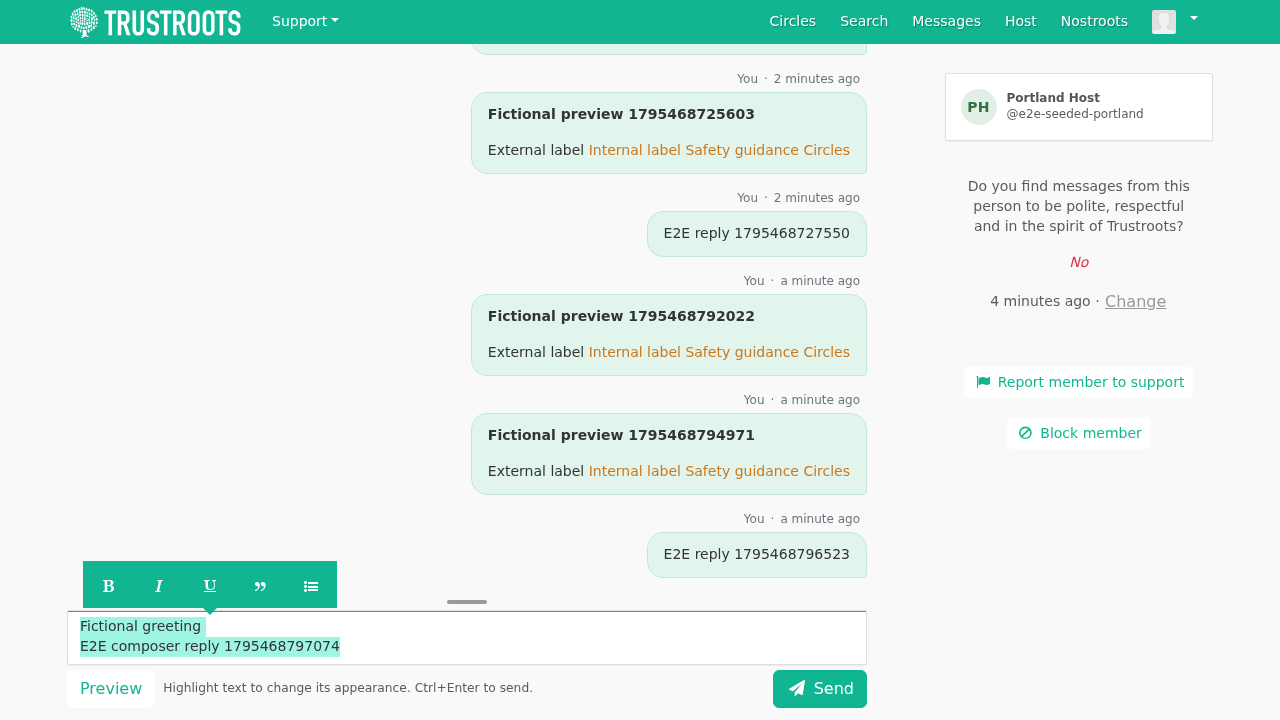 TRUSTROOTS Support Circles Search Messages Host Nostroots
You · 2 minutes ago
Fictional preview 1795468725603
External label Internal label Safety guidance Circles
You · 2 minutes ago
E2E reply 1795468727550
You · a minute ago
Fictional preview 1795468792022
External label Internal label Safety guidance Circles
You · a minute ago
Fictional preview 1795468794971
External label Internal label Safety guidance Circles
You · a minute ago
E2E reply 1795468796523
B I U
Fictional greeting
E2E composer reply 1795468797074
Preview Highlight text to change its appearance. Ctrl+Enter to send. Send
PH Portland Host
@e2e-seeded-portland
Do you find messages from this
person to be polite, respectful
and in the spirit of Trustroots?
No
4 minutes ago · Change
Report member to support
Block member